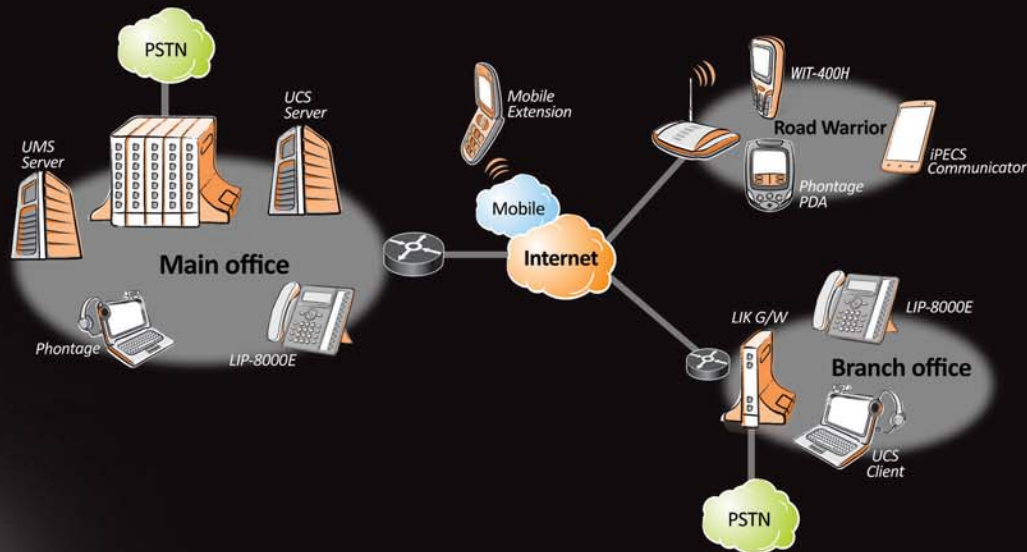 PSTN
UCS
Server
UMS
Server
Main office
Phontage
LIP-8000E
Mobile
Extension
Mobile
Internet
WIT-400H
Road Warrior
iPECS
Communicator
Phontage
PDA
LIP-8000E
LIK G/W
Branch office
UCS
Client
PSTN